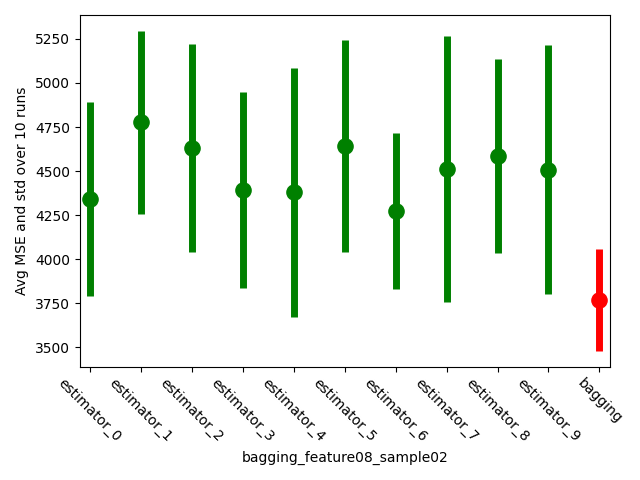 Avg MSE and std over 10 runs
5250
5000
4750
4500
4250
4000
3750
3500
estimator_0
estimator_1
estimator_2
estimator_3
estimator_4
estimator_5
estimator_6
estimator_7
estimator_8
estimator_9
bagging
bagging_feature08_sample02